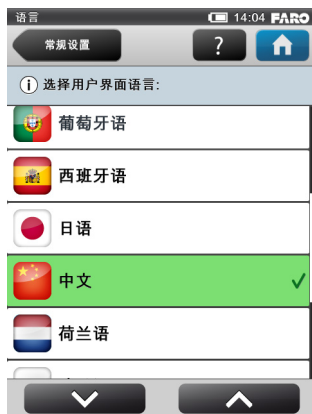 语言 14:04 FARO
常规设置 ?
i 选择用户界面语言:
葡萄牙语
西班牙语
日语
中文
荷兰语